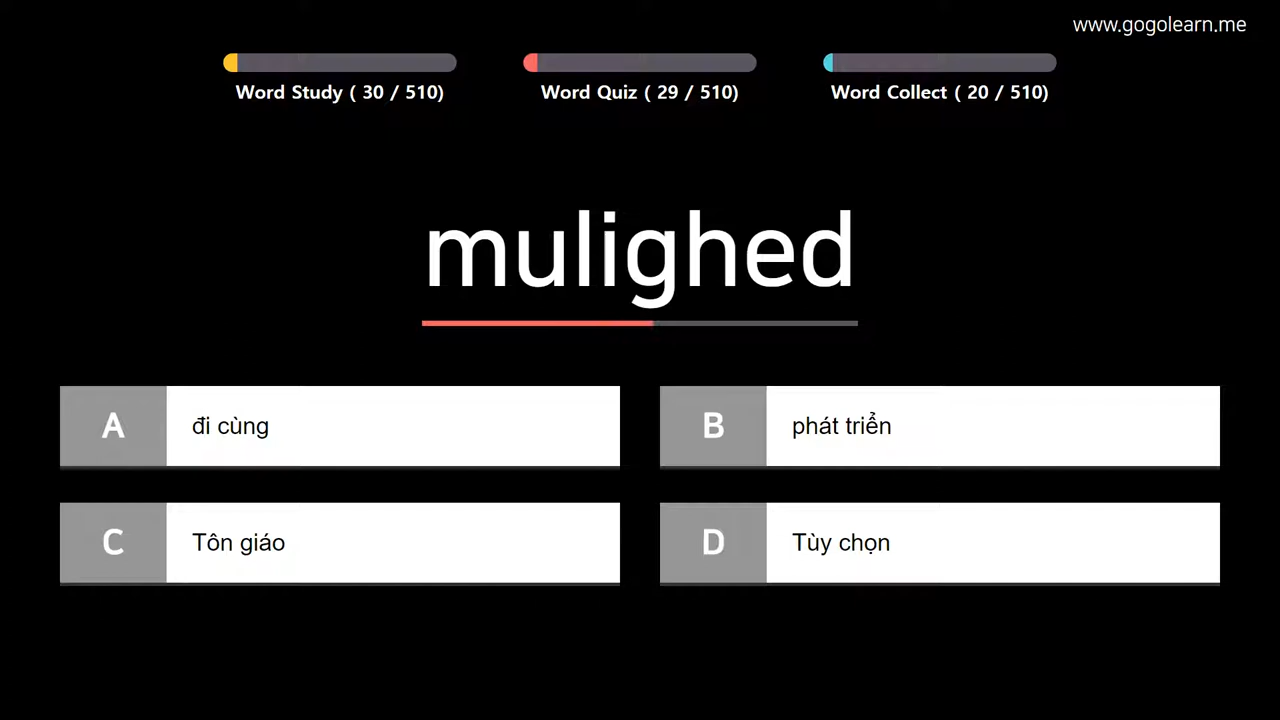 www.gogolearn.me
Word Study ( 30 / 510)
Word Quiz ( 29 / 510)
Word Collect ( 20 / 510)
mulighed
A đi cùng
B phát triển
C Tôn giáo
D Tùy chọn